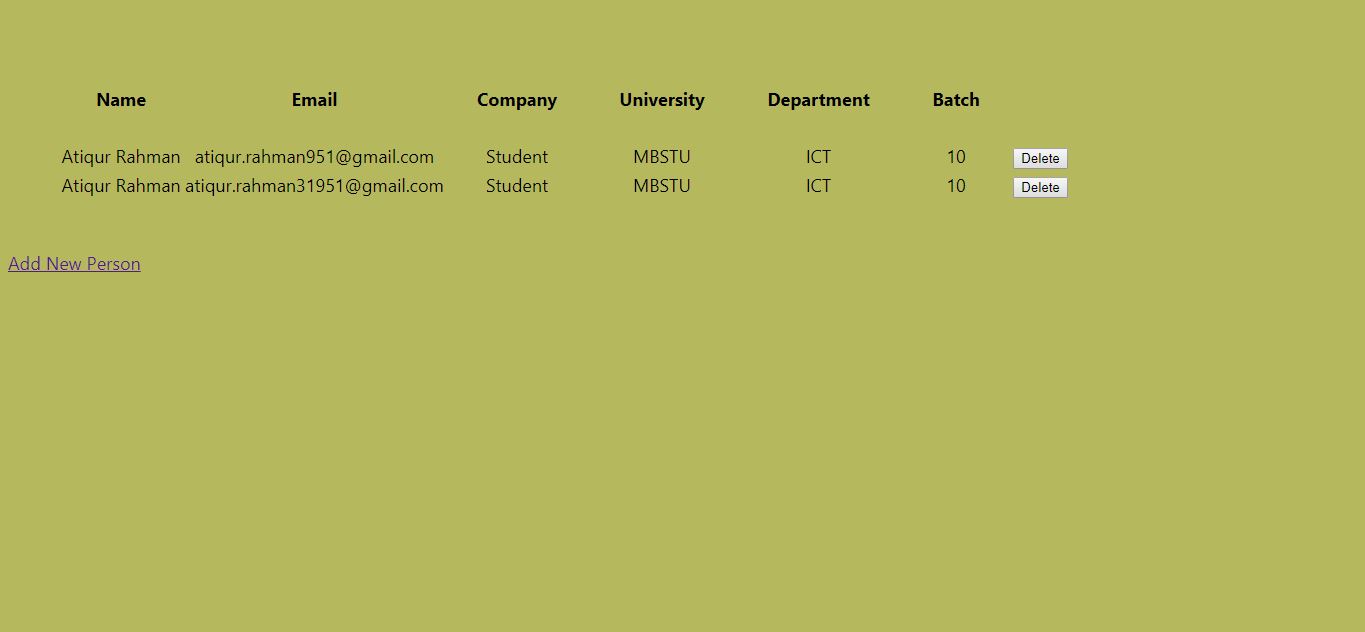 Name Email Company University Department Batch
Atiqur Rahman atiqur.rahman951@gmail.com Student MBSTU ICT 10 Delete
Atiqur Rahman atiqur.rahman31951@gmail.com Student MBSTU ICT 10 Delete
Add New Person